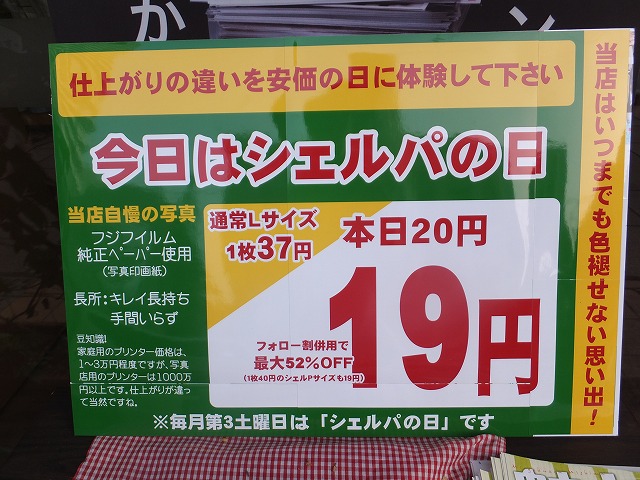 か
ン
仕上がりの違いを安価の日に体験して下さい
今日はシェルパの日
当店自慢の写真
フジフイルム
純正ペーパー使用
(写真印画紙)
長所:キレイ長持ち
手間いらず
豆知識!
家庭用のプリンター価格は、
1〜3万円程度ですが、写真
店用のプリンターは1000万
円以上です。仕上がりが違っ
て当然ですね。
通常Lサイズ
1枚37円
本日20円
19円
フォロー割併用で
最大52%OFF
(1枚40円のシェルPサイズも19円)
※毎月第3土曜日は「シェルパの日」です
当店はいつまでも色褪せない思い出!